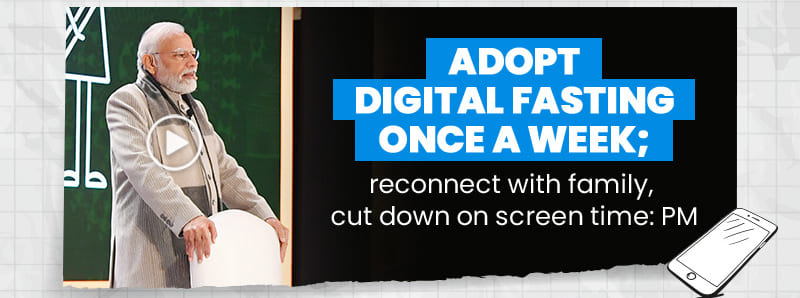 ADOPT
DIGITAL FASTING
ONCE A WEEK;
reconnect with family,
cut down on screen time: PM